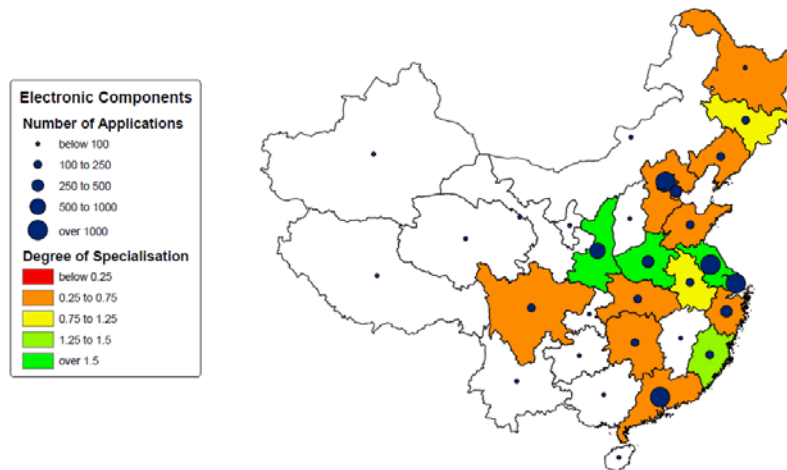 Electronic Components
Number of Applications
below 100
100 to 250
250 to 500
500 to 1000
over 1000
Degree of Specialisation
below 0.25
0.25 to 0.75
0.75 to 1.25
1.25 to 1.5
over 1.5